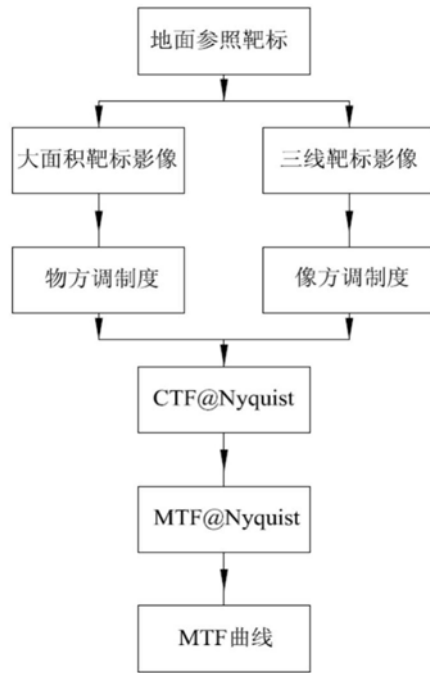 地面参照靶标
大面积靶标影像
三线靶标影像
物方调制度
像方调制度
CTF@Nyquist
MTF@Nyquist
MTF曲线